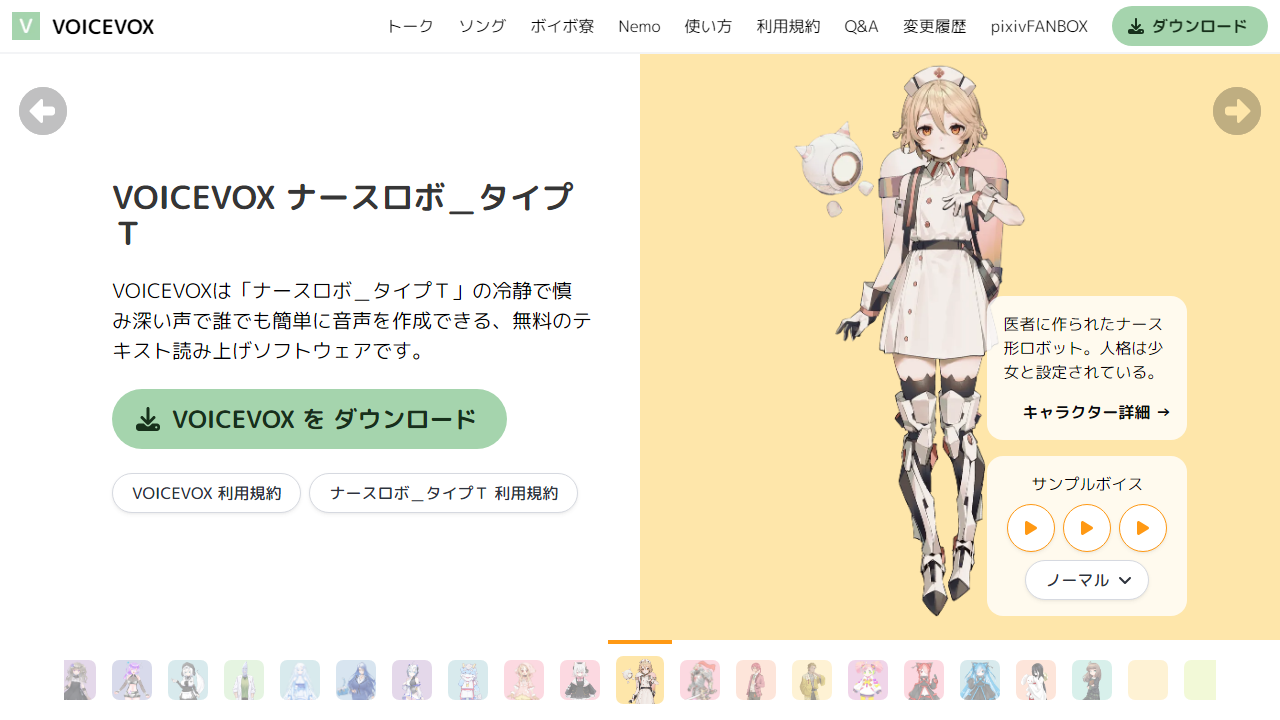 V VOICEVOX トーク ソング ボイボ寮 Nemo 使い方 利用規約 Q&A 変更履歴 pixivFANBOX ダウンロード
VOICEVOX ナースロボ＿タイプ
Ｔ
VOICEVOXは「ナースロボ＿タイプＴ」の冷静で慎
み深い声で誰でも簡単に音声を作成できる、無料のテ
キスト読み上げソフトウェアです。
VOICEVOX を ダウンロード
VOICEVOX 利用規約 ナースロボ＿タイプＴ 利用規約
医者に作られたナース
形ロボット。人格は少
女と設定されている。
キャラクター詳細 →
サンプルボイス
ノーマル